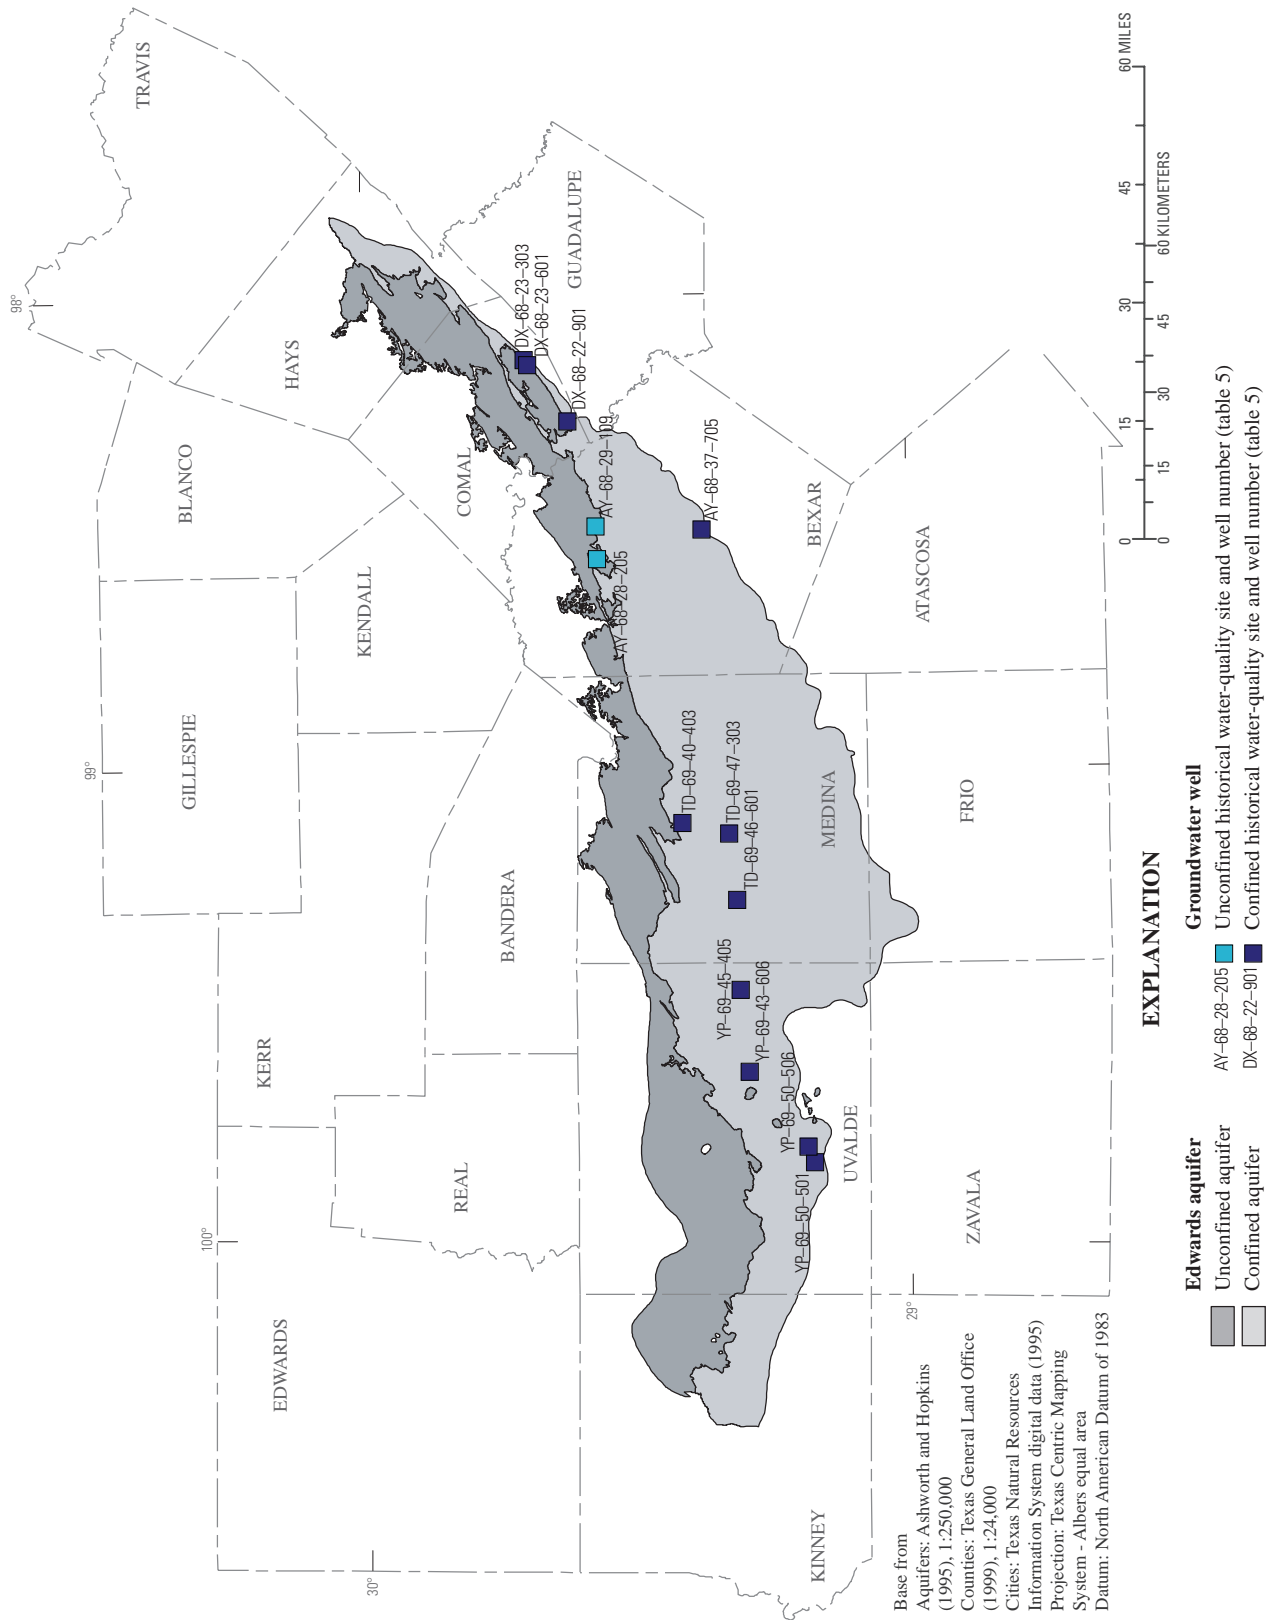 98°
99°
100°
30°
29°
TRAVIS
HAYS
BLANCO
GILLESPIE
KERR
EDWARDS
KENDALL
COMAL
GUADALUPE
BANDERA
REAL
BEXAR
MEDINA
UVALDE
KINNEY
ATASCOSA
FRIO
ZAVALA
DX–68–23–303
DX–68–23–601
DX–68–22–901
AY–68–29–109
AY–68–28–205
AY–68–37–705
TD–69–40–403
TD–69–47–303
TD–69–46–601
YP–69–45–405
YP–69–43–606
YP–69–50–506
YP–69–50–501
0 15 30 45 60 MILES
0 15 30 45 60 KILOMETERS
Base from
Aquifers: Ashworth and Hopkins
(1995), 1:250,000
Counties: Texas General Land Office
(1999), 1:24,000
Cities: Texas Natural Resources
Information System digital data (1995)
Projection: Texas Centric Mapping
System - Albers equal area
Datum: North American Datum of 1983
EXPLANATION
Edwards aquifer
Unconfined aquifer
Confined aquifer
Groundwater well
AY–68–28–205 Unconfined historical water-quality site and well number (table 5)
DX–68–22–901 Confined historical water-quality site and well number (table 5)